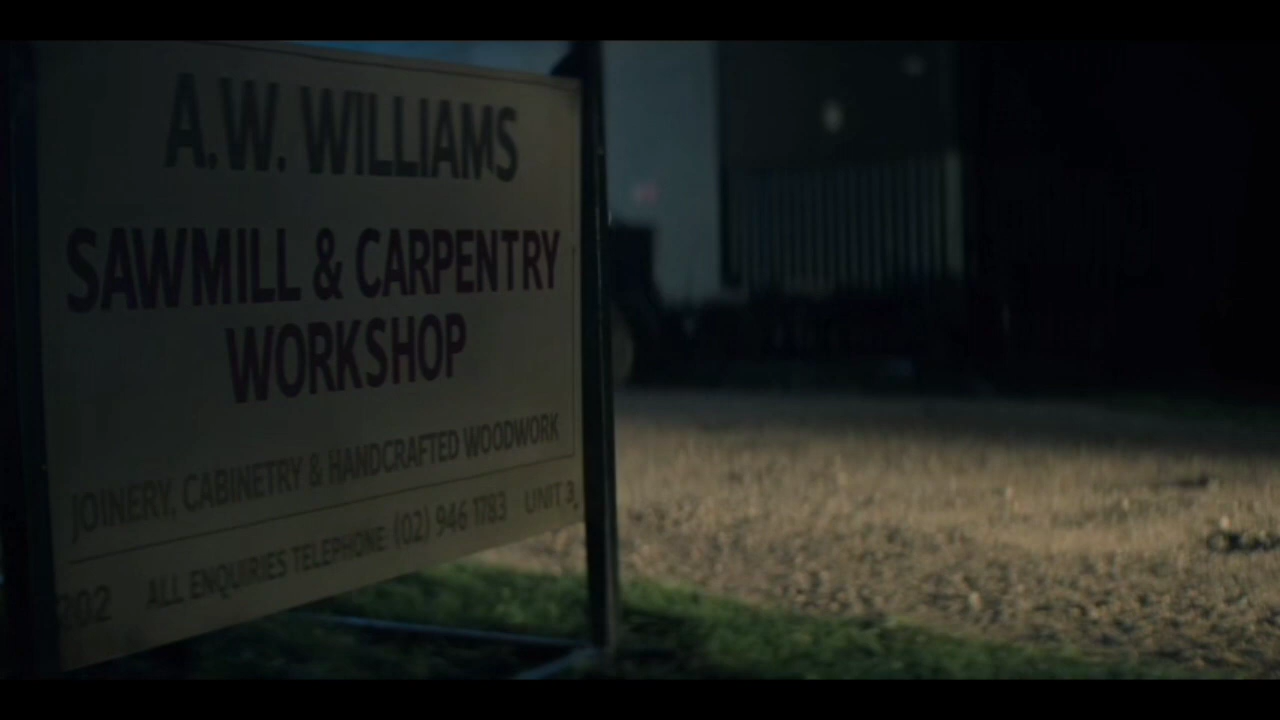 A.W. WILLIAMS
SAWMILL & CARPENTRY
WORKSHOP
JOINERY, CABINETRY & HANDCRAFTED WOODWORK
ALL ENQUIRIES TELEPHONE: (02) 946 1783 UNIT 3,
202